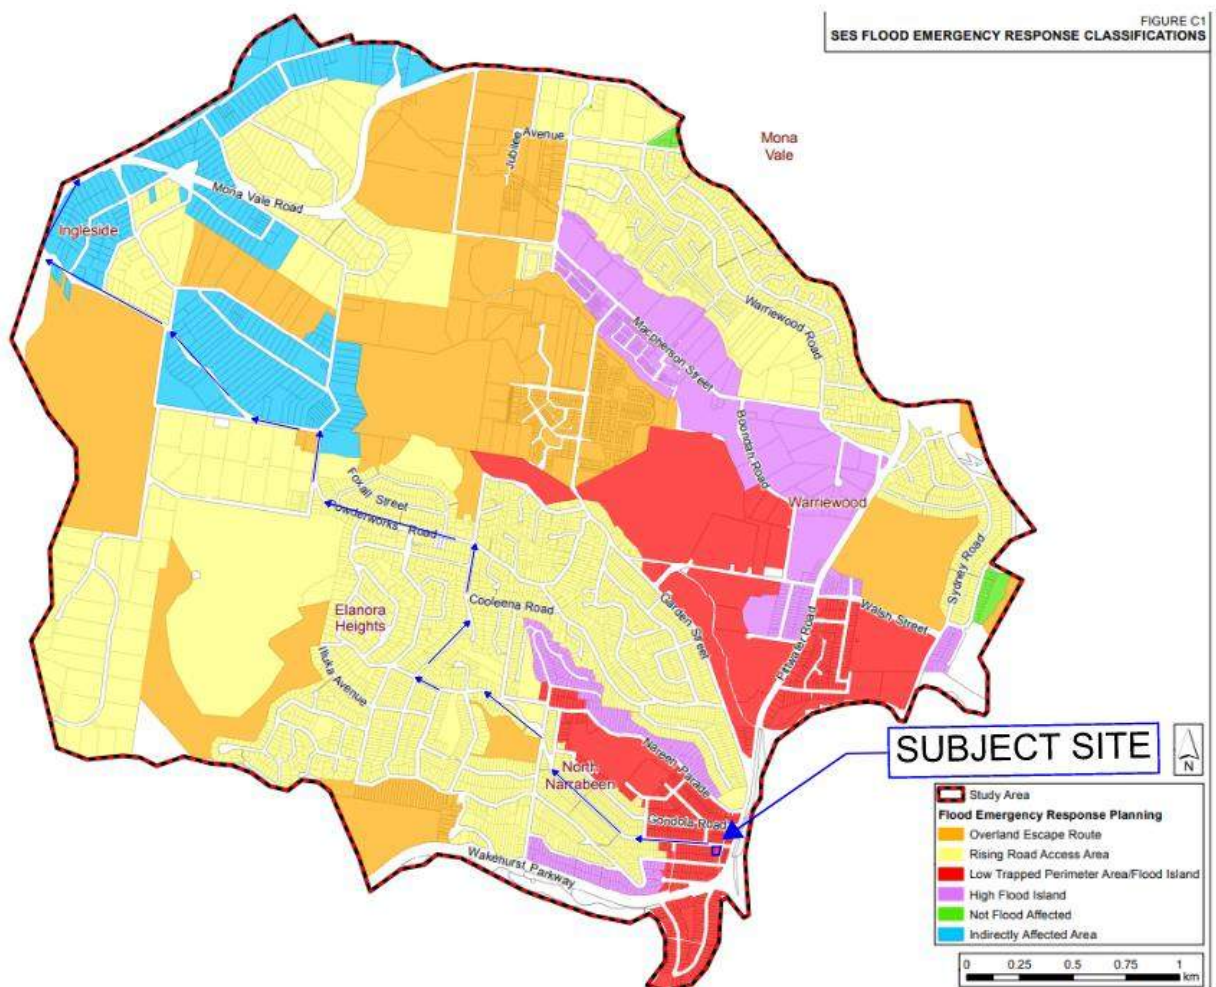 FIGURE C1
SES FLOOD EMERGENCY RESPONSE CLASSIFICATIONS
Mona
Vale
Jubilee
Avenue
Mona Vale Road
Ingleside
Warriewood Road
Macpherson Street
Boondah Road
Warriewood
Foxall Street
Powderworks Road
Sydney Road
Cooleena Road
Garden Street
Walsh Street
Elanora
Heights
Pittwater Road
Illuka Avenue
Nareen Parade
North
Narrabeen
SUBJECT SITE
Gondola Road
Wakehurst Parkway
N
Study Area
Flood Emergency Response Planning
Overland Escape Route
Rising Road Access Area
Low Trapped Perimeter Area/Flood Island
High Flood Island
Not Flood Affected
Indirectly Affected Area
0 0.25 0.5 0.75 1
km